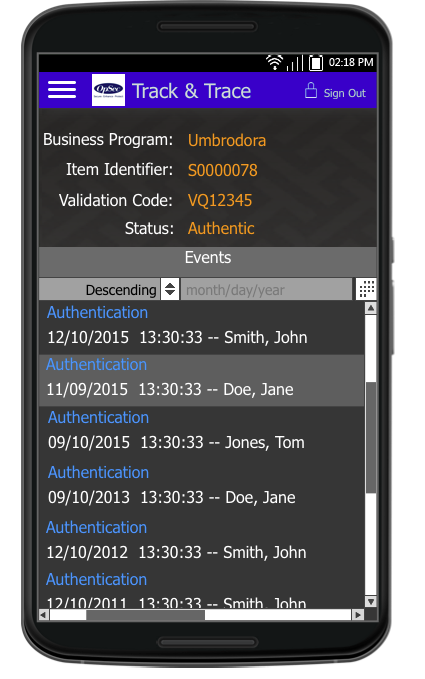 02:18 PM
OpSec
Track & Trace
Sign Out
Business Program: Umbrodora
Item Identifier: S0000078
Validation Code: VQ12345
Status: Authentic
Events
Descending month/day/year
Authentication
12/10/2015 13:30:33 -- Smith, John
Authentication
11/09/2015 13:30:33 -- Doe, Jane
Authentication
09/10/2015 13:30:33 -- Jones, Tom
Authentication
09/10/2013 13:30:33 -- Doe, Jane
Authentication
12/10/2012 13:30:33 -- Smith, John
Authentication
12/10/2011 13:30:33 -- Smith, John